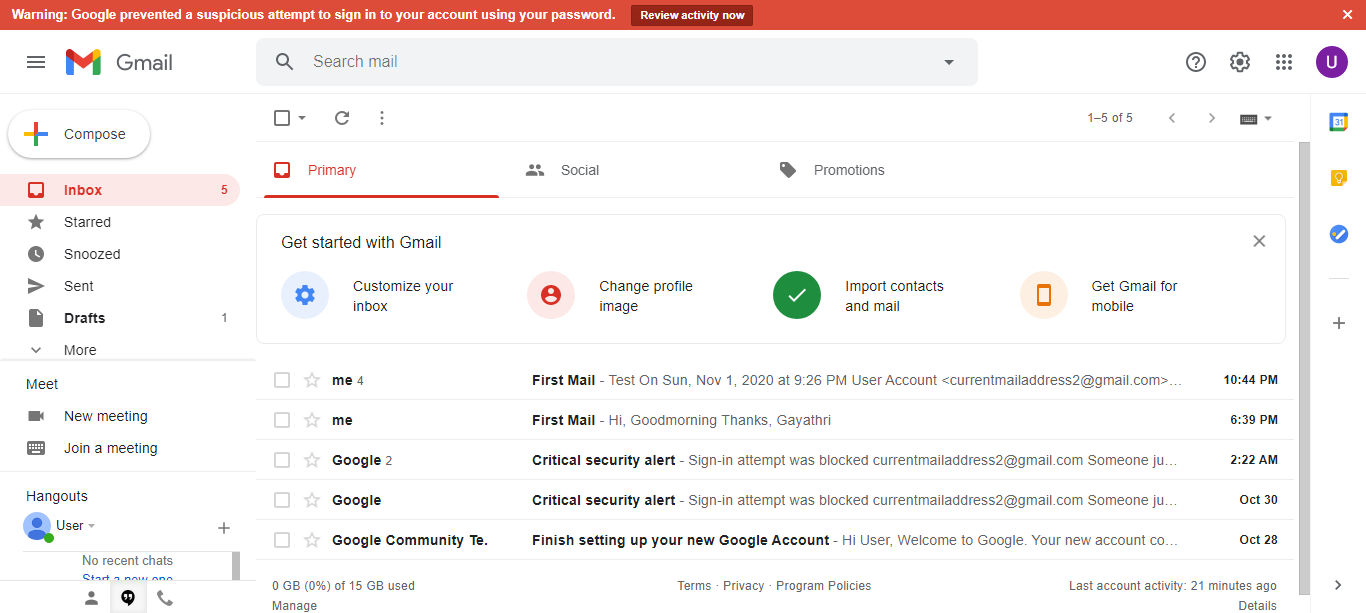 Warning: Google prevented a suspicious attempt to sign in to your account using your password. Review activity now
Gmail
Search mail
U
Compose
1–5 of 5
31
Primary
Social
Promotions
Inbox 5
Starred
Snoozed
Sent
Drafts 1
More
Get started with Gmail
Customize your
inbox
Change profile
image
Import contacts
and mail
Get Gmail for
mobile
me 4 First Mail - Test On Sun, Nov 1, 2020 at 9:26 PM User Account <currentmailaddress2@gmail.com>… 10:44 PM
me First Mail - Hi, Goodmorning Thanks, Gayathri 6:39 PM
Google 2 Critical security alert - Sign-in attempt was blocked currentmailaddress2@gmail.com Someone ju… 2:22 AM
Google Critical security alert - Sign-in attempt was blocked currentmailaddress2@gmail.com Someone ju… Oct 30
Google Community Te. Finish setting up your new Google Account - Hi User, Welcome to Google. Your new account co… Oct 28
Meet
New meeting
Join a meeting
Hangouts
User
No recent chats
Start a new one
0 GB (0%) of 15 GB used
Manage
Terms · Privacy · Program Policies
Last account activity: 21 minutes ago
Details